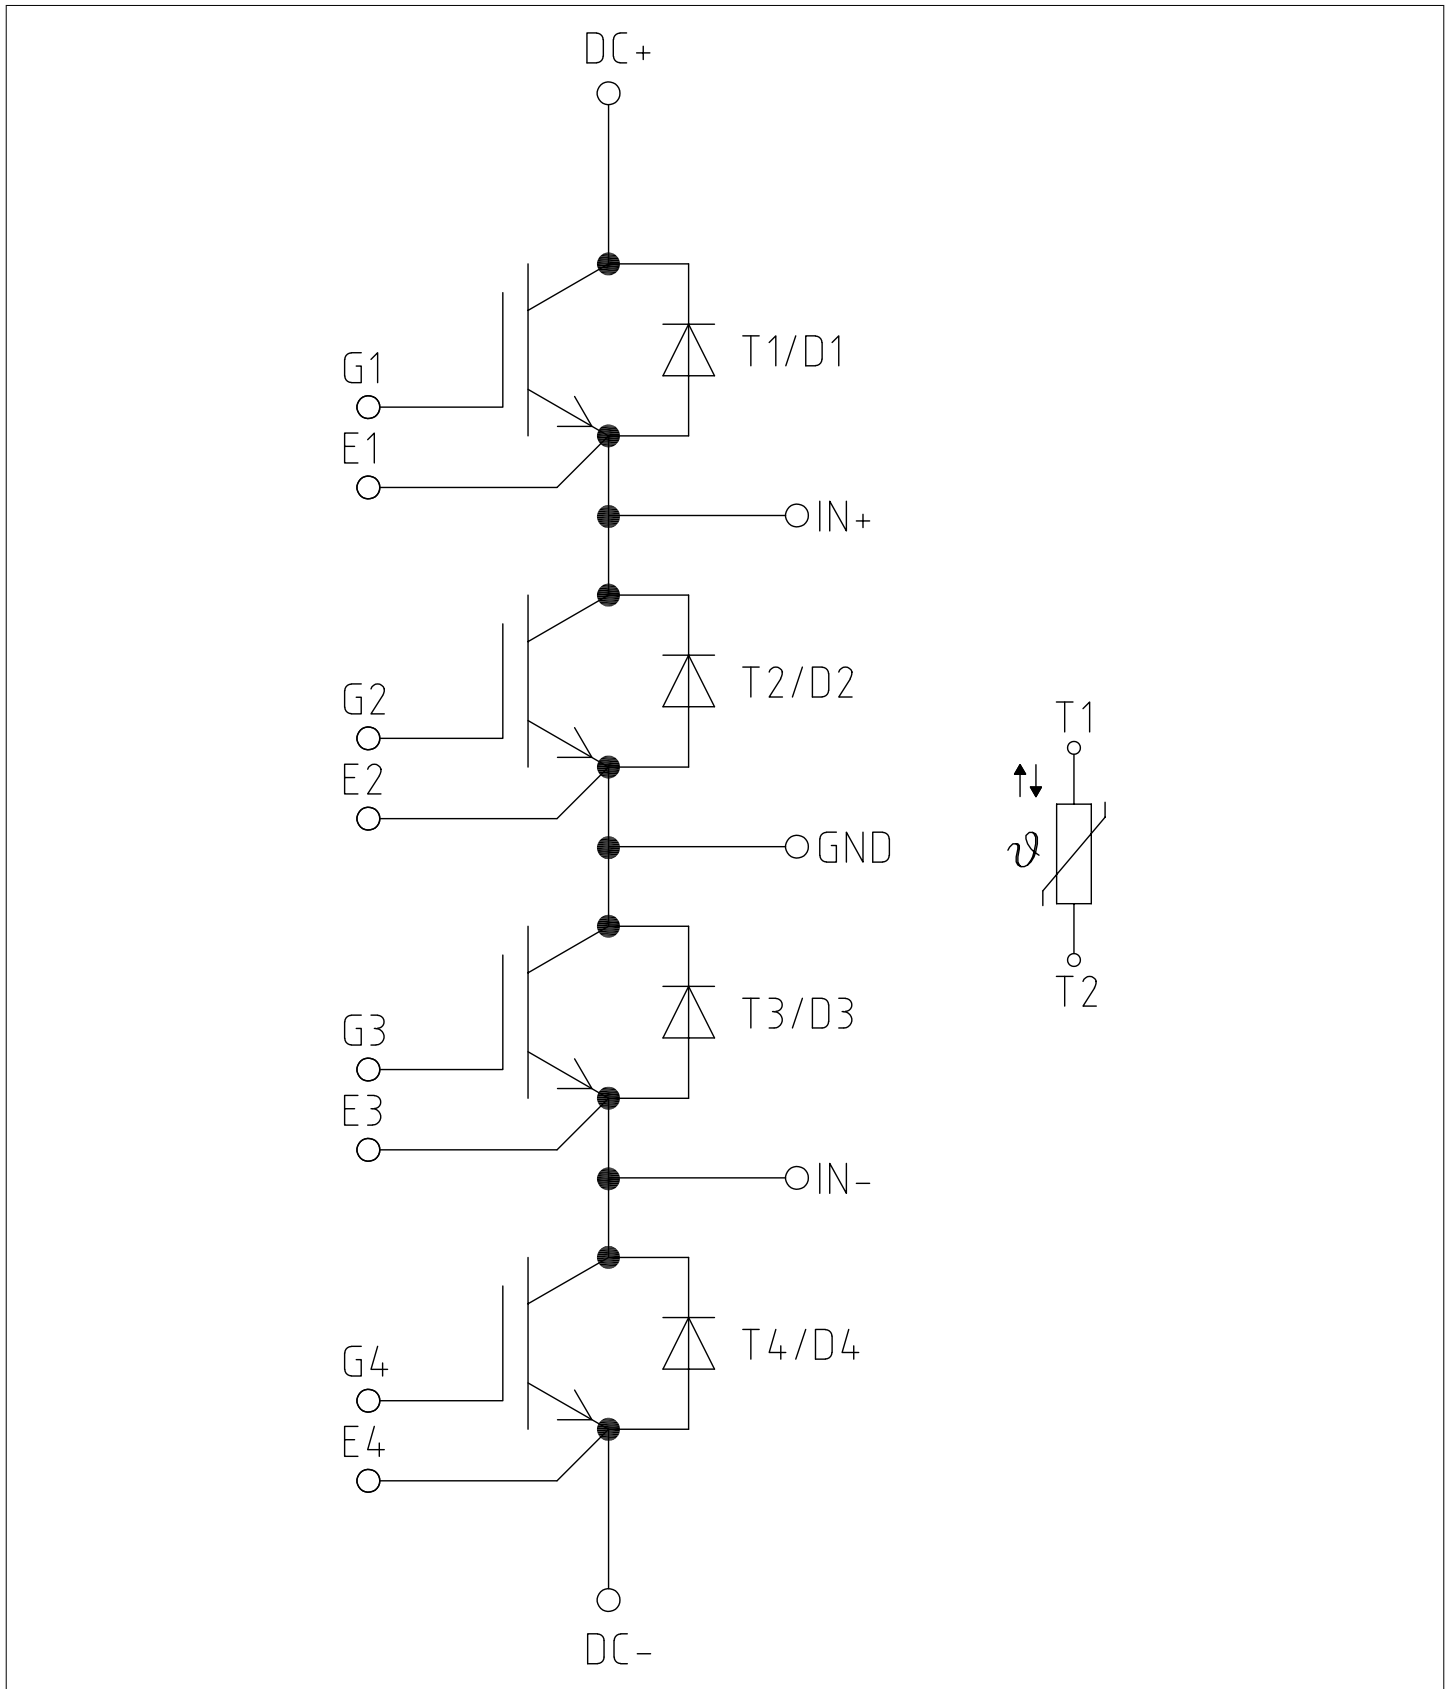 DC+
T1/D1
G1
E1
IN+
T2/D2
G2
T1
E2
GND
ϑ
T2
T3/D3
G3
E3
IN-
T4/D4
G4
E4
DC-